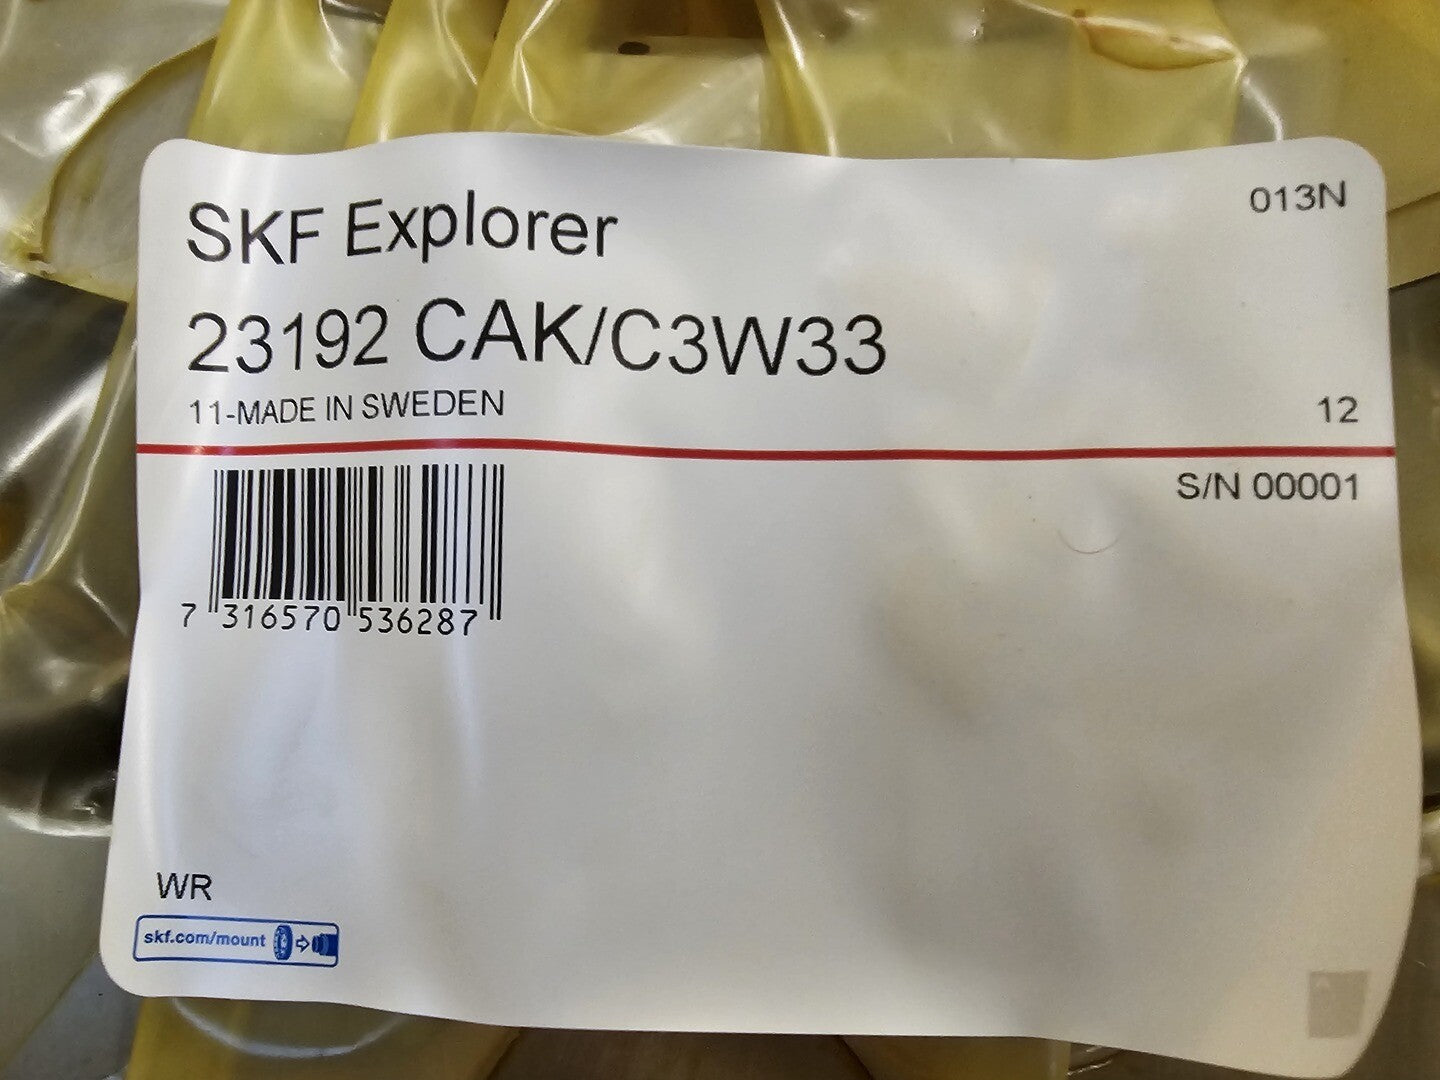 SKF Explorer
013N
23192 CAK/C3W33
11-MADE IN SWEDEN
12
S/N 00001
7 316570 536287
WR
skf.com/mount